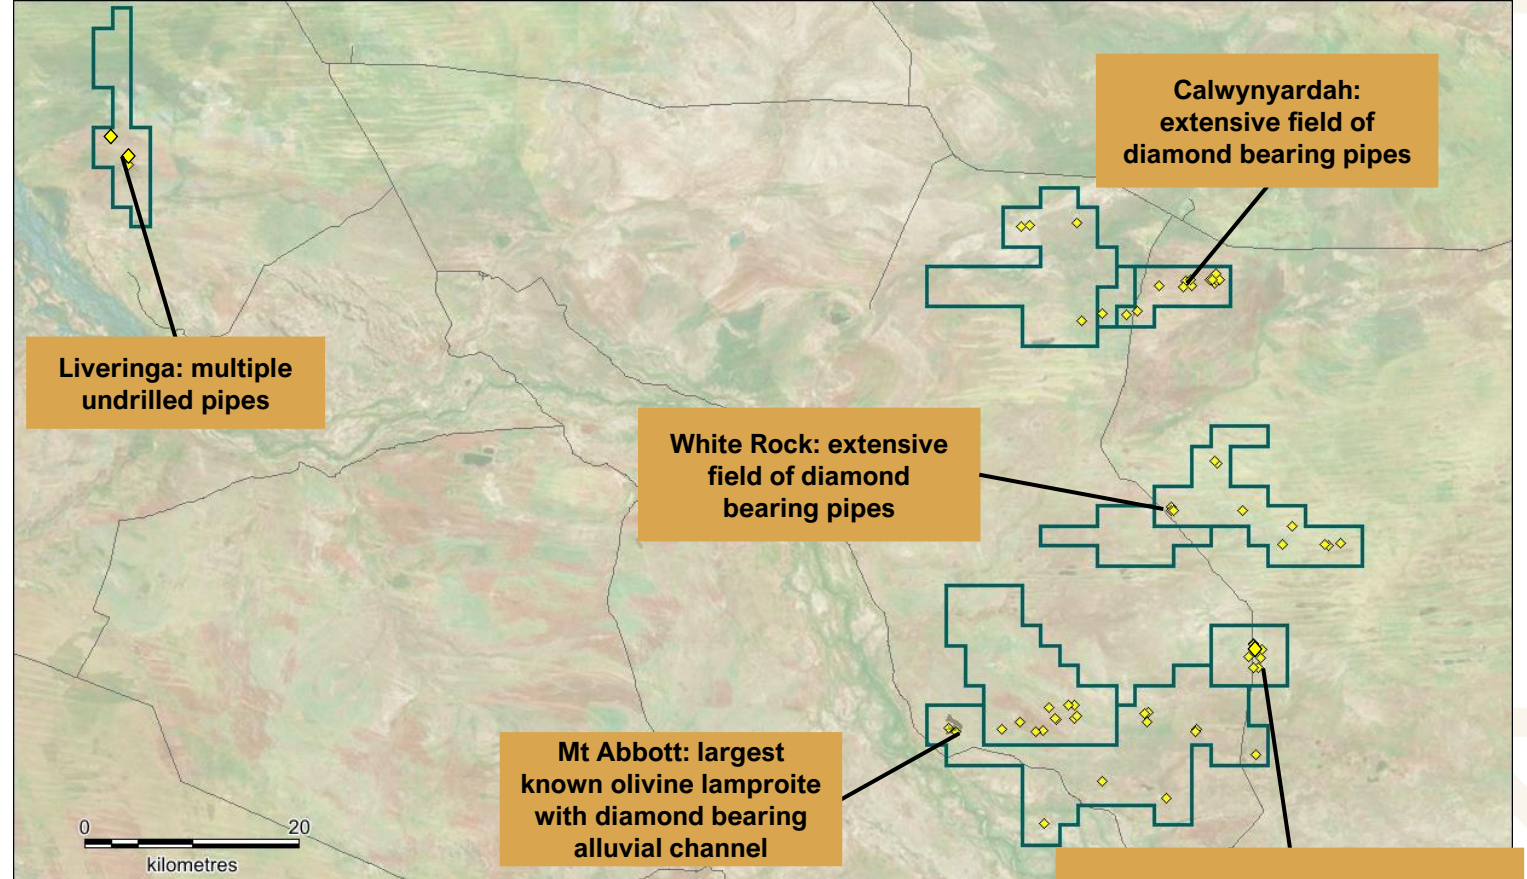 Calwynyardah:
extensive field of
diamond bearing pipes
Liveringa: multiple
undrilled pipes
White Rock: extensive
field of diamond
bearing pipes
Mt Abbott: largest
known olivine lamproite
with diamond bearing
alluvial channel
0 20
kilometres